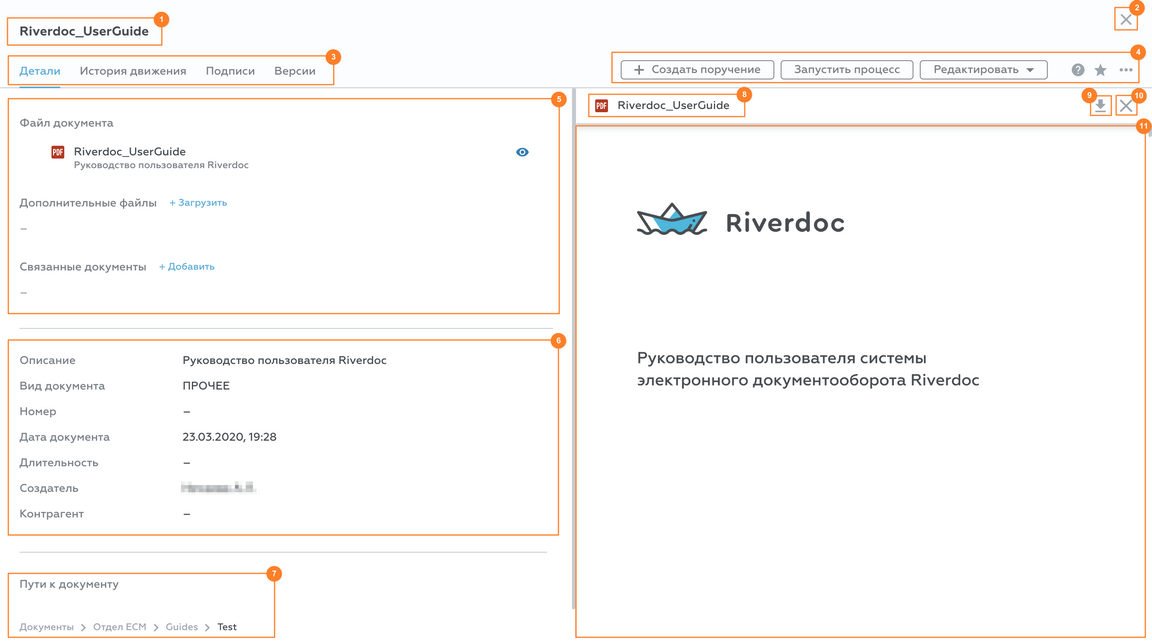 1
Riverdoc_UserGuide
2
3
Детали История движения Подписи Версии
4
+ Создать поручение Запустить процесс Редактировать ? ...
5
Файл документа
PDF Riverdoc_UserGuide
Руководство пользователя Riverdoc
Дополнительные файлы + Загрузить
–
Связанные документы + Добавить
–
6
Описание Руководство пользователя Riverdoc
Вид документа ПРОЧЕЕ
Номер –
Дата документа 23.03.2020, 19:28
Длительность –
Создатель
Контрагент –
7
Пути к документу
Документы > Отдел ECM > Guides > Test
8
PDF Riverdoc_UserGuide
9
10
11
Riverdoc
Руководство пользователя системы
электронного документооборота Riverdoc